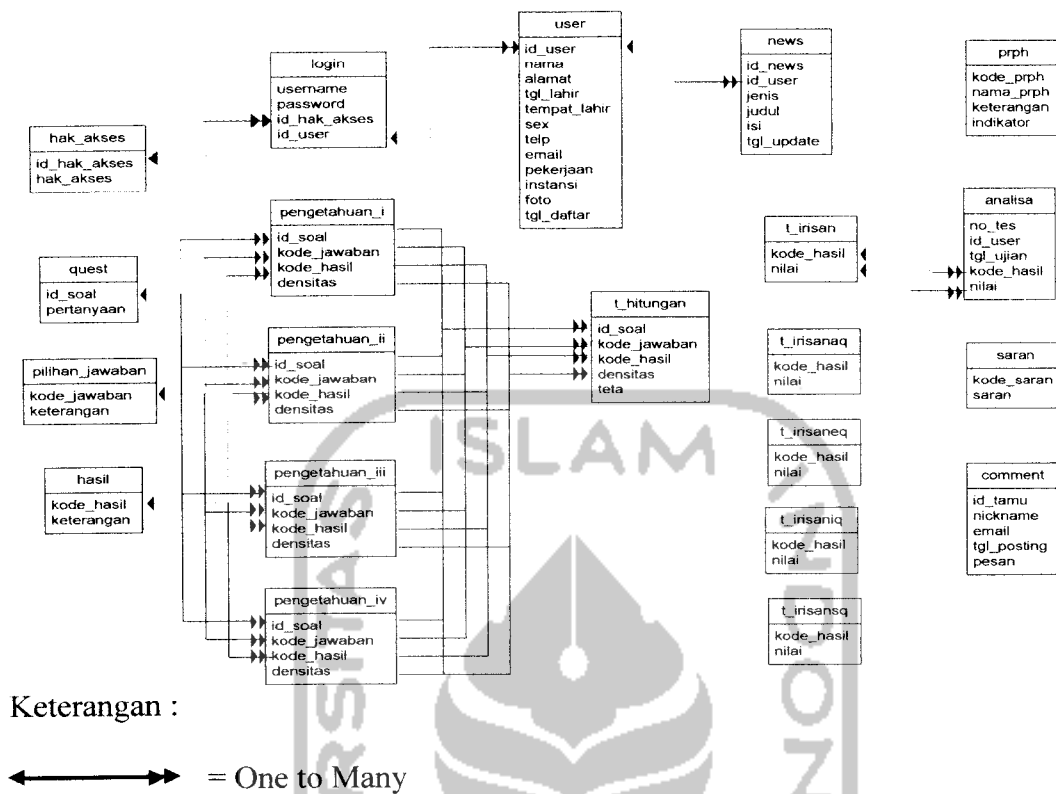 user
id_user
nama
alamat
tgl_lahir
tempat_lahir
sex
telp
email
pekerjaan
instansi
foto
tgl_daftar
news
id_news
id_user
jenis
judul
isi
tgl_update
prph
kode_prph
nama_prph
keterangan
indikator
login
username
password
id_hak_akses
id_user
hak_akses
id_hak_akses
hak_akses
pengetahuan_i
id_soal
kode_jawaban
kode_hasil
densitas
t_irisan
kode_hasil
nilai
analisa
no_tes
id_user
tgl_ujian
kode_hasil
nilai
quest
id_soal
pertanyaan
t_hitungan
id_soal
kode_jawaban
kode_hasil
densitas
teta
pengetahuan_ii
id_soal
kode_jawaban
kode_hasil
densitas
t_irisanaq
kode_hasil
nilai
saran
kode_saran
saran
pilihan_jawaban
kode_jawaban
keterangan
t_irisaneq
kode_hasil
nilai
hasil
kode_hasil
keterangan
pengetahuan_iii
id_soal
kode_jawaban
kode_hasil
densitas
comment
id_tamu
nickname
email
tgl_posting
pesan
t_irisaniq
kode_hasil
nilai
pengetahuan_iv
id_soal
kode_jawaban
kode_hasil
densitas
t_irisansq
kode_hasil
nilai
ISLAM
Keterangan :
= One to Many